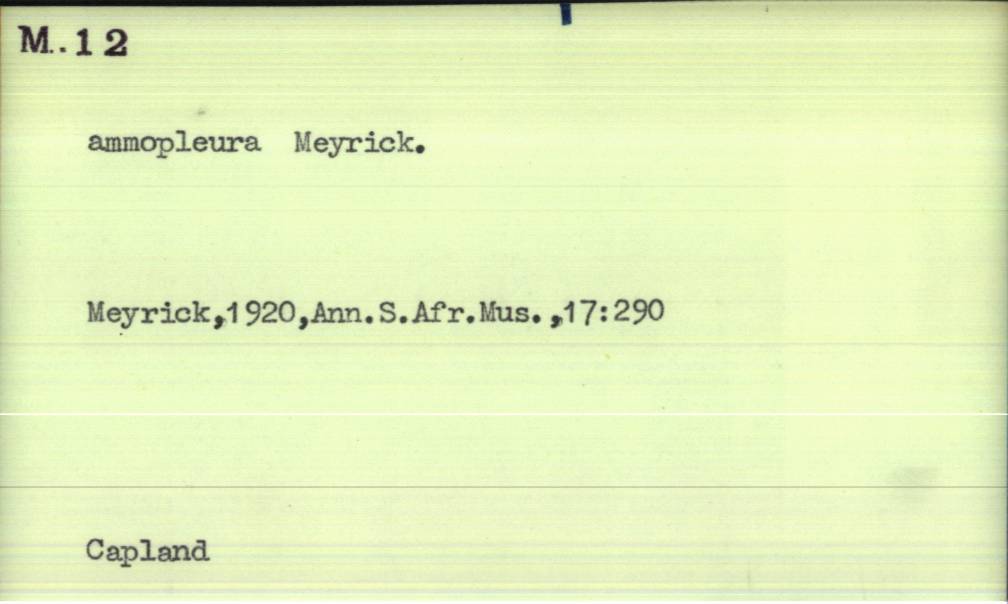 M..12
ammopleura Meyrick.
Meyrick,1920,Ann.S.Afr.Mus.,17:290
Capland